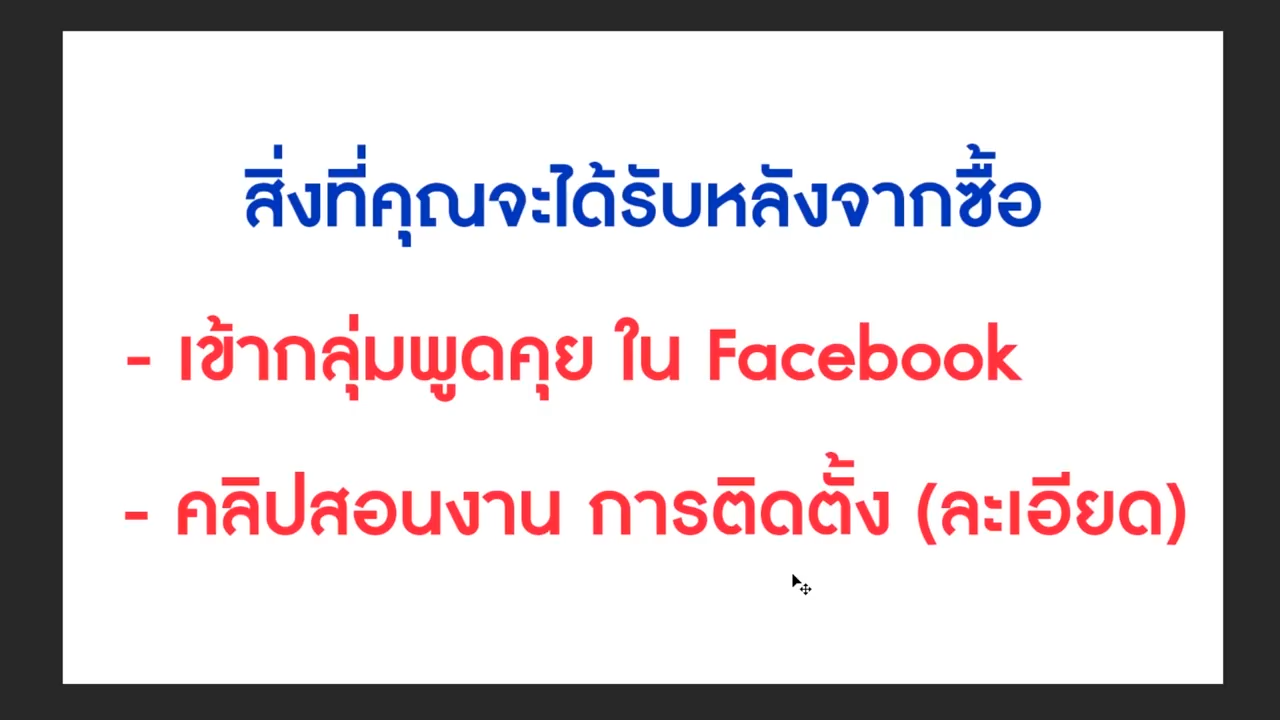 สิ่งที่คุณจะได้รับหลังจากซื้อ
- เข้ากลุ่มพูดคุย ใน Facebook
- คลิปสอนงาน การติดตั้ง (ละเอียด)